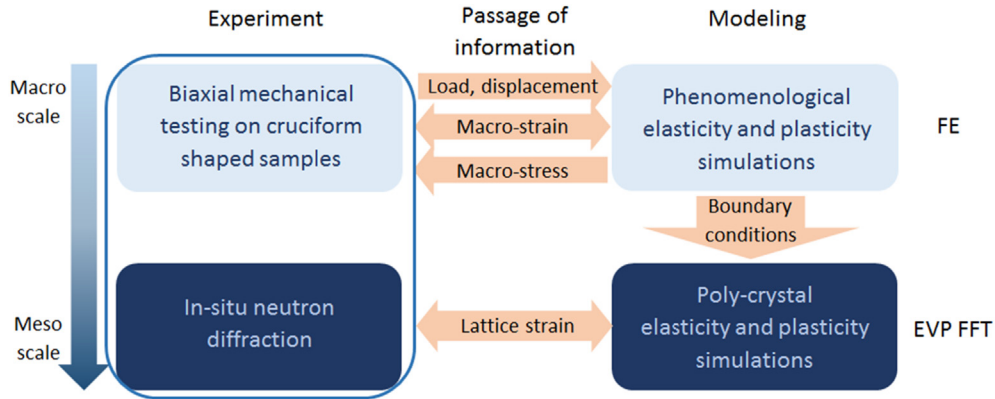 Experiment
Passage of
information
Modeling
Macro
scale
Biaxial mechanical
testing on cruciform
shaped samples
Load, displacement
Macro-strain
Macro-stress
Phenomenological
elasticity and plasticity
simulations
FE
Boundary
conditions
Meso
scale
In-situ neutron
diffraction
Lattice strain
Poly-crystal
elasticity and plasticity
simulations
EVP FFT